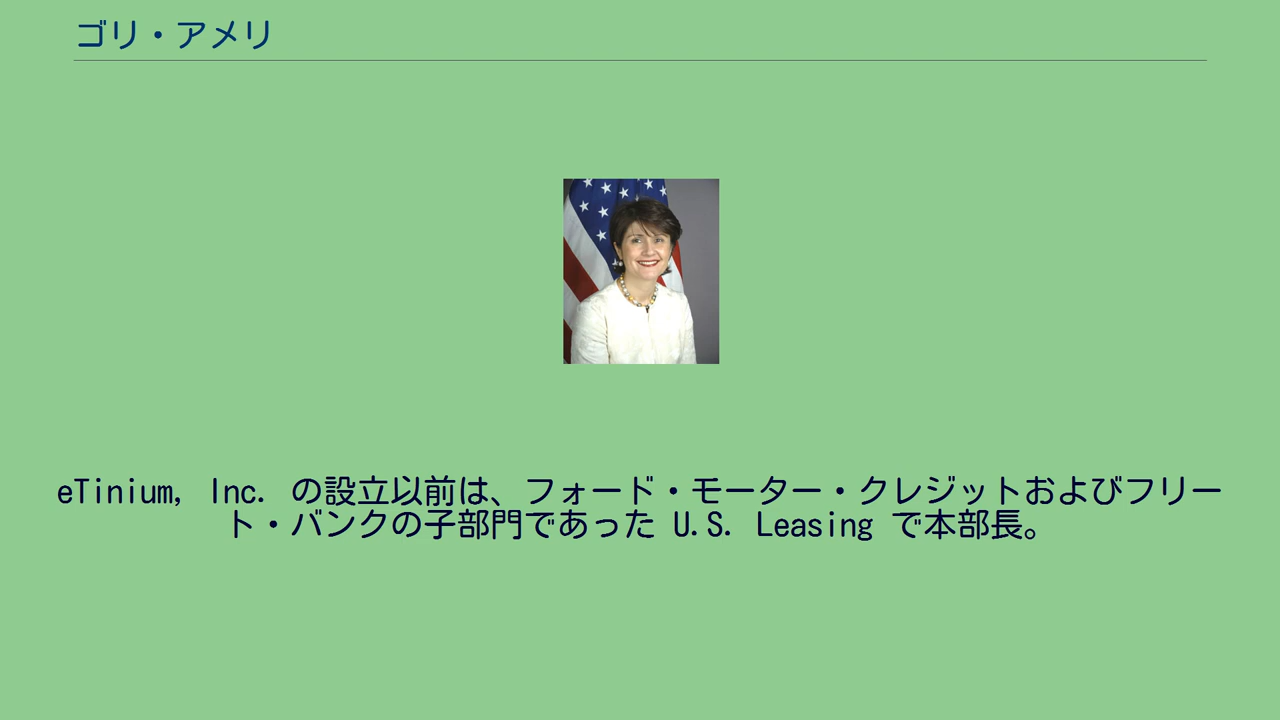 ゴリ・アメリ
eTinium, Inc. の設立以前は、フォード・モーター・クレジットおよびフリー
ト・バンクの子部門であった U.S. Leasing で本部長。